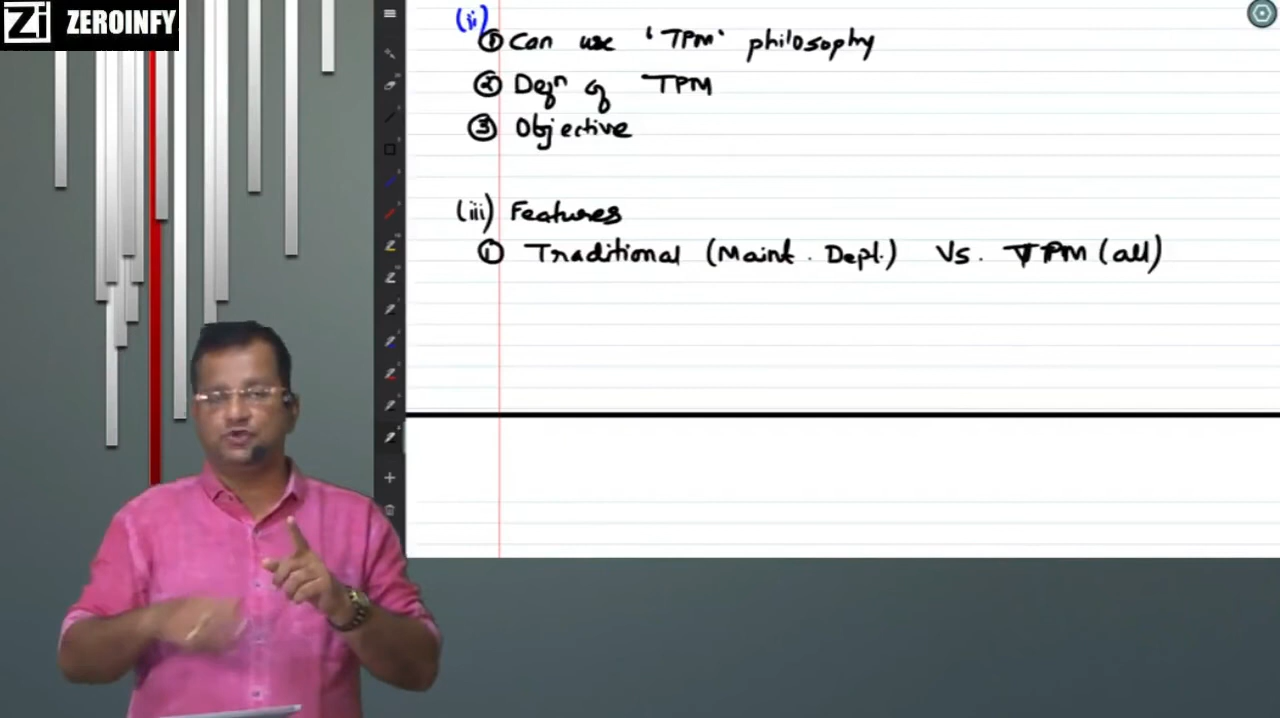 Zi ZEROINFY
(ii)
① Can use 'TPM' philosophy
② Defn of TPM
③ Objective
(iii) Features
① Traditional (Maint. Dept.) Vs. TPM (all)